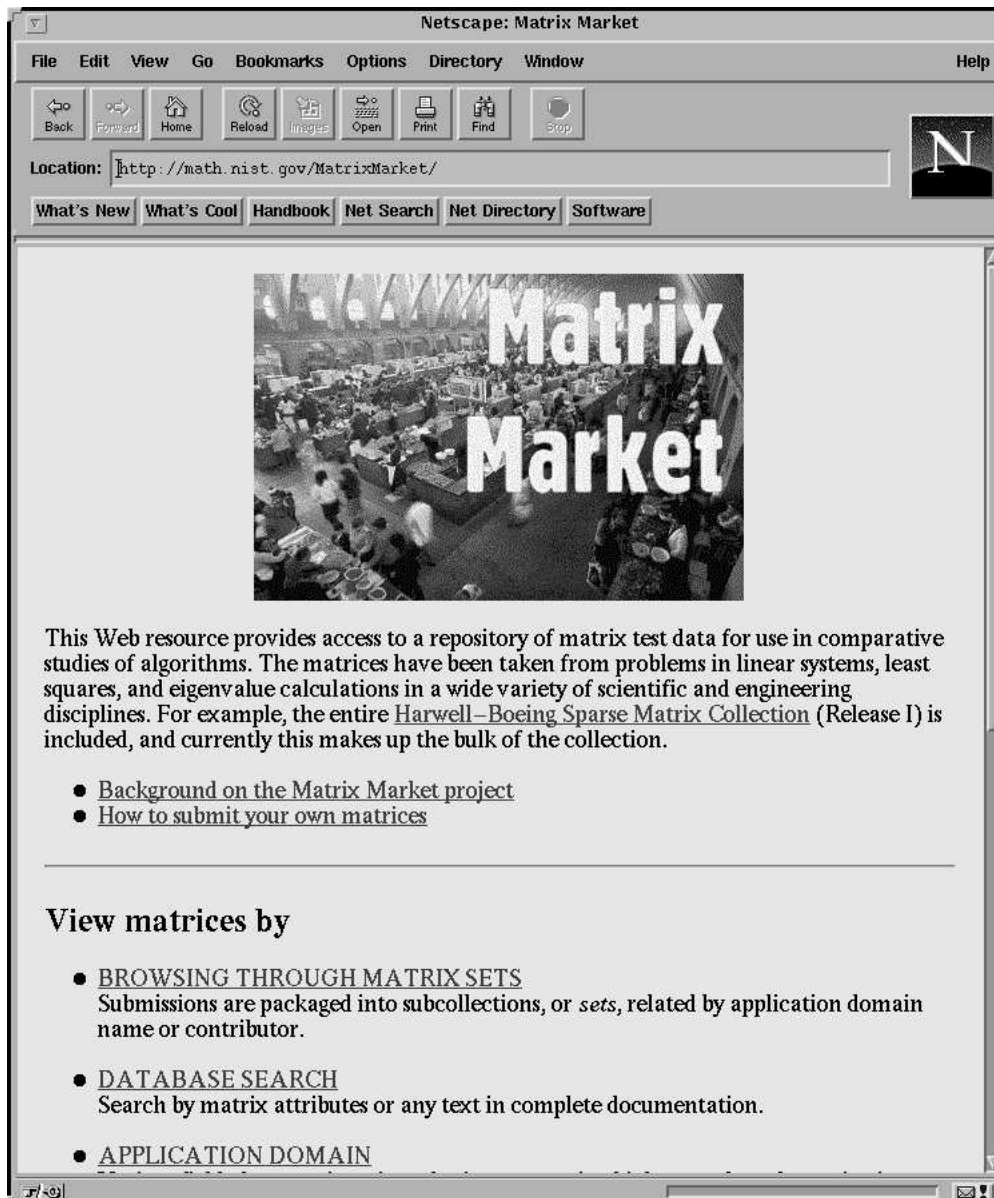 Netscape: Matrix Market
File Edit View Go Bookmarks Options Directory Window Help
Back Forward Home Reload Images Open Print Find Stop
Location: http://math.nist.gov/MatrixMarket/
N
What's New What's Cool Handbook Net Search Net Directory Software
Matrix
Market
This Web resource provides access to a repository of matrix test data for use in comparative
studies of algorithms. The matrices have been taken from problems in linear systems, least
squares, and eigenvalue calculations in a wide variety of scientific and engineering
disciplines. For example, the entire Harwell–Boeing Sparse Matrix Collection (Release I) is
included, and currently this makes up the bulk of the collection.
Background on the Matrix Market project
How to submit your own matrices
View matrices by
BROWSING THROUGH MATRIX SETS
Submissions are packaged into subcollections, or sets, related by application domain
name or contributor.
DATABASE SEARCH
Search by matrix attributes or any text in complete documentation.
APPLICATION DOMAIN